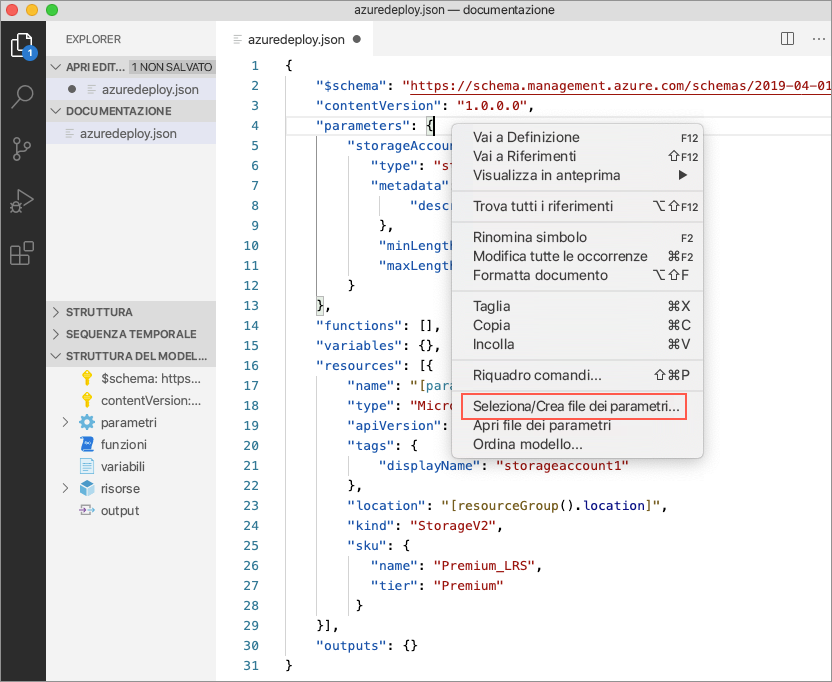 azuredeploy.json — documentazione
EXPLORER
APRI EDIT... 1 NON SALVATO
azuredeploy.json
DOCUMENTAZIONE
azuredeploy.json
STRUTTURA
SEQUENZA TEMPORALE
STRUTTURA DEL MODEL...
$schema: https...
contentVersion:...
parametri
funzioni
variabili
risorse
output
1
azuredeploy.json
1 {
2 "$schema": "https://schema.management.azure.com/schemas/2019-04-01
3 "contentVersion": "1.0.0.0",
4 "parameters": {
5 "storageAccoun
6 "type": "s
7 "metadata"
8 "desc
9 },
10 "minLength
11 "maxLength
12 }
13 },
14 "functions": [],
15 "variables": {},
16 "resources": [{
17 "name": "[para
18 "type": "Micro
19 "apiVersion":
20 "tags": {
21 "displayName": "storageaccount1"
22 },
23 "location": "[resourceGroup().location]",
24 "kind": "StorageV2",
25 "sku": {
26 "name": "Premium_LRS",
27 "tier": "Premium"
28 }
29 }],
30 "outputs": {}
31 }
Vai a Definizione F12
Vai a Riferimenti ⇧F12
Visualizza in anteprima ▶
Trova tutti i riferimenti ⌥⇧F12
Rinomina simbolo F2
Modifica tutte le occorrenze ⌘F2
Formatta documento ⌥⇧F
Taglia ⌘X
Copia ⌘C
Incolla ⌘V
Riquadro comandi... ⇧⌘P
Seleziona/Crea file dei parametri...
Apri file dei parametri
Ordina modello...